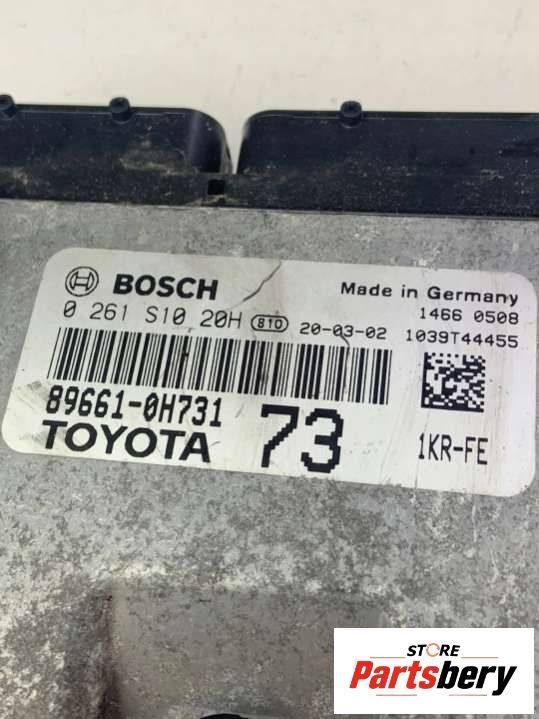 BOSCH
Made in Germany
0 261 S10 20H 810 20-03-02
1466 0508
1039T44455
89661-0H731
TOYOTA 73 1KR-FE
STORE
Partsbery